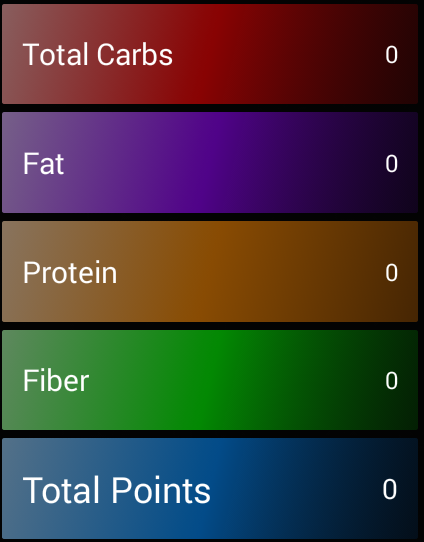 Total Carbs 0
Fat 0
Protein 0
Fiber 0
Total Points 0